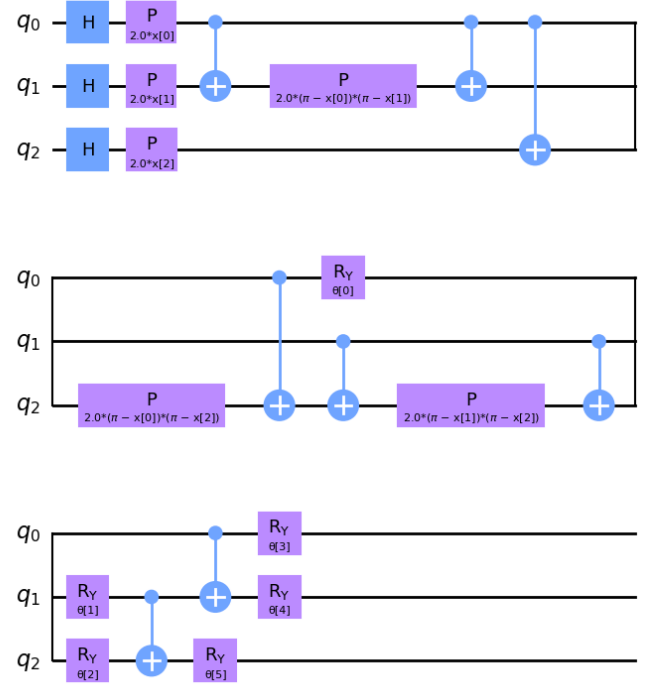 q₀ H P 2.0*x[0]
q₁ H P 2.0*x[1] P 2.0*(π − x[0])*(π − x[1])
q₂ H P 2.0*x[2]
q₀ R_Y θ[0]
q₁
q₂ P 2.0*(π − x[0])*(π − x[2]) P 2.0*(π − x[1])*(π − x[2])
q₀ R_Y θ[3]
q₁ R_Y θ[1] R_Y θ[4]
q₂ R_Y θ[2] R_Y θ[5]